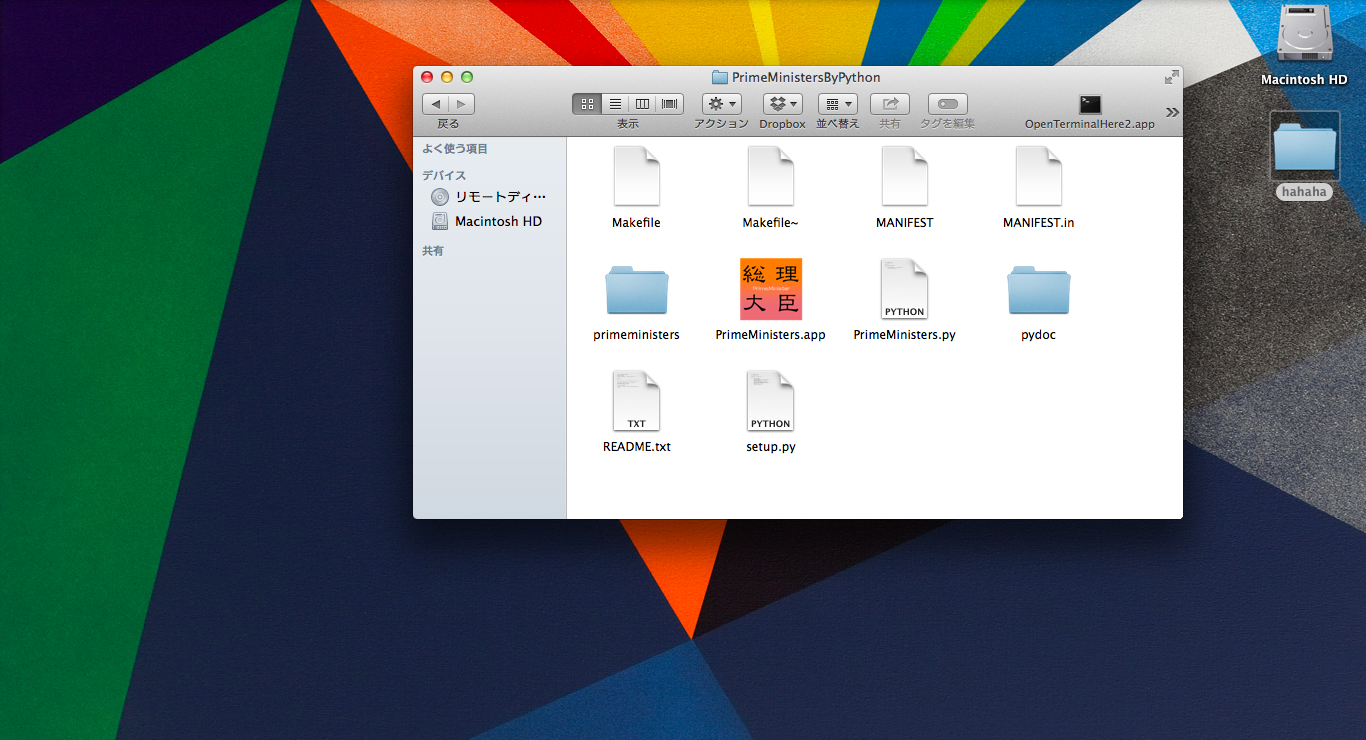 PrimeMinistersByPython
Macintosh HD
hahaha
戻る
表示
アクション
Dropbox
並べ替え
共有
タグを編集
OpenTerminalHere2.app
よく使う項目
デバイス
リモートディ…
Macintosh HD
共有
Makefile
Makefile~
MANIFEST
MANIFEST.in
総理
PrimeMinister
大臣
PYTHON
primeministers
PrimeMinisters.app
PrimeMinisters.py
pydoc
TXT
PYTHON
README.txt
setup.py